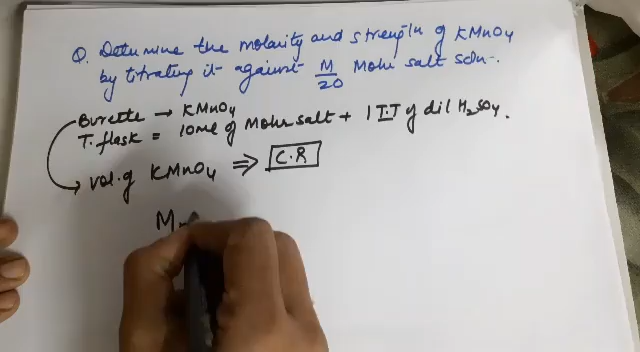 Q. Determine the molarity and strength of KMnO4
by titrating it against M/20 Mohr salt soln.
Burette → KMnO4
T. flask = 10ml of Mohr salt + 1 T.T of dil H2SO4.
vol. of KMnO4 ⇒ C.R
M